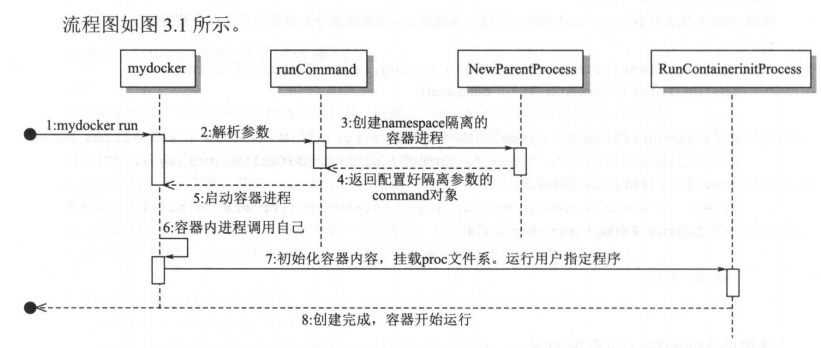 流程图如图 3.1 所示。
mydocker
runCommand
NewParentProcess
RunContainerinitProcess
1:mydocker run
2:解析参数
3:创建namespace隔离的
容器进程
4:返回配置好隔离参数的
command对象
5:启动容器进程
6:容器内进程调用自己
7:初始化容器内容，挂载proc文件系。运行用户指定程序
8:创建完成，容器开始运行